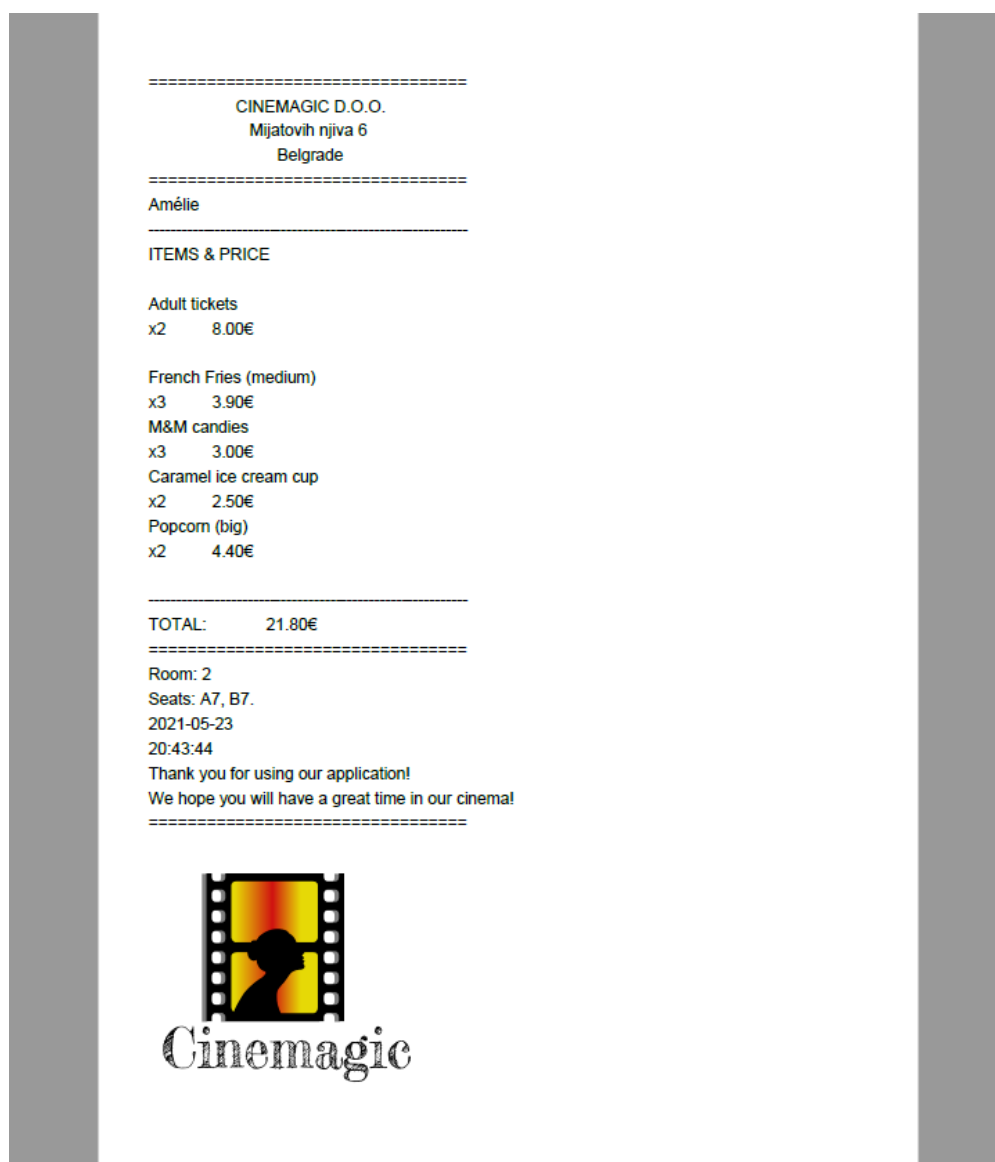 ==================================
CINEMAGIC D.O.O.
Mijatovih njiva 6
Belgrade
==================================
Amélie
----------------------------------------------------------
ITEMS & PRICE
Adult tickets
x2 8.00€
French Fries (medium)
x3 3.90€
M&M candies
x3 3.00€
Caramel ice cream cup
x2 2.50€
Popcorn (big)
x2 4.40€
----------------------------------------------------------
TOTAL: 21.80€
==================================
Room: 2
Seats: A7, B7.
2021-05-23
20:43:44
Thank you for using our application!
We hope you will have a great time in our cinema!
==================================
Cinemagic